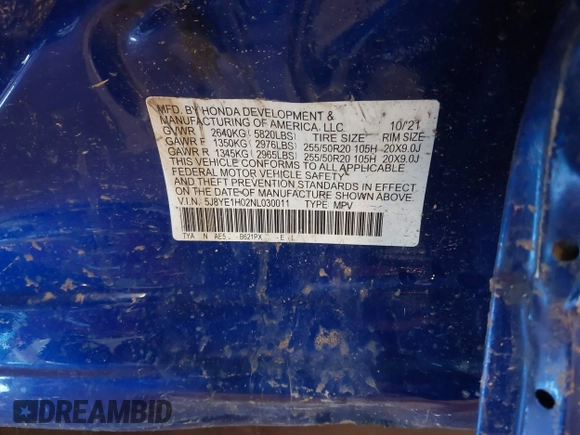 MFD. BY HONDA DEVELOPMENT &
MANUFACTURING OF AMERICA, LLC 10/21
GVWR 2640KG( 5820LBS) TIRE SIZE RIM SIZE
GAWR F 1350KG( 2976LBS) 255/50R20 105H 20X9.0J
GAWR R 1345KG( 2965LBS) 255/50R20 105H 20X9.0J
THIS VEHICLE CONFORMS TO ALL APPLICABLE
FEDERAL MOTOR VEHICLE SAFETY
AND THEFT PREVENTION STANDARDS IN EFFECT
ON THE DATE OF MANUFACTURE SHOWN ABOVE.
V.I.N: 5J8YE1H02NL030011 TYPE MPV
TYA N AE5 B621PX E
DREAMBID